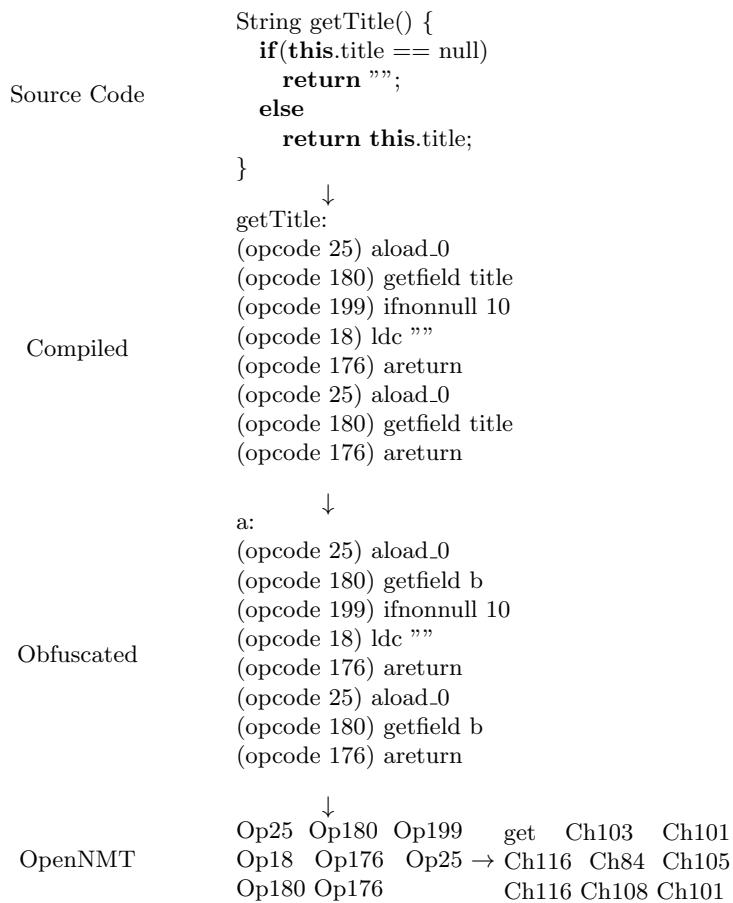 String getTitle() {
if(this.title == null)
return ”";
Source Code
else
return this.title;
}
↓
getTitle:
(opcode 25) aload_0
(opcode 180) getfield title
(opcode 199) ifnonnull 10
(opcode 18) ldc ”"
Compiled
(opcode 176) areturn
(opcode 25) aload_0
(opcode 180) getfield title
(opcode 176) areturn
↓
a:
(opcode 25) aload_0
(opcode 180) getfield b
(opcode 199) ifnonnull 10
(opcode 18) ldc ”"
Obfuscated
(opcode 176) areturn
(opcode 25) aload_0
(opcode 180) getfield b
(opcode 176) areturn
↓
Op25 Op180 Op199 get Ch103 Ch101
OpenNMT Op18 Op176 Op25 → Ch116 Ch84 Ch105
Op180 Op176 Ch116 Ch108 Ch101